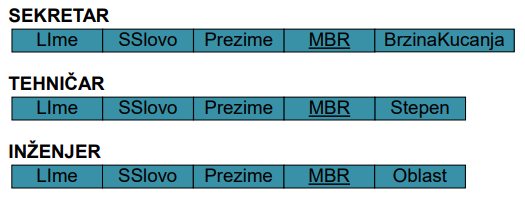 SEKRETAR
LIme SSlovo Prezime MBR BrzinaKucanja
TEHNIČAR
LIme SSlovo Prezime MBR Stepen
INŽENJER
LIme SSlovo Prezime MBR Oblast